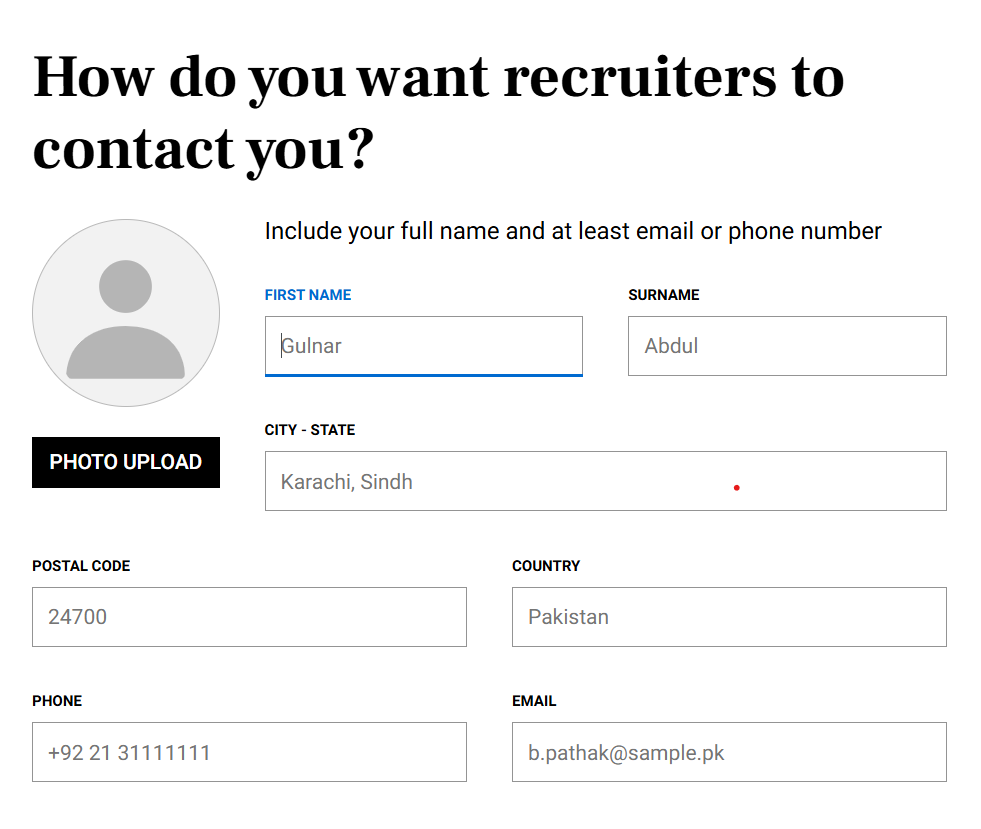 How do you want recruiters to
contact you?
Include your full name and at least email or phone number
FIRST NAME
SURNAME
Gulnar
Abdul
CITY - STATE
PHOTO UPLOAD
Karachi, Sindh
POSTAL CODE
COUNTRY
24700
Pakistan
PHONE
EMAIL
+92 21 31111111
b.pathak@sample.pk